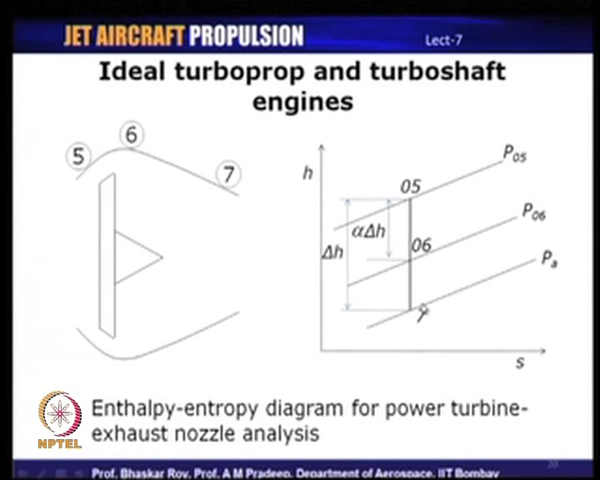 JET AIRCRAFT PROPULSION
Lect-7
Ideal turboprop and turboshaft
engines
5
6
7
h
05
P05
αΔh
06
P06
Δh
Pa
7
s
Enthalpy-entropy diagram for power turbine-
exhaust nozzle analysis
NPTEL
20
Prof. Bhaskar Roy, Prof. A M Pradeep, Department of Aerospace, IIT Bombay